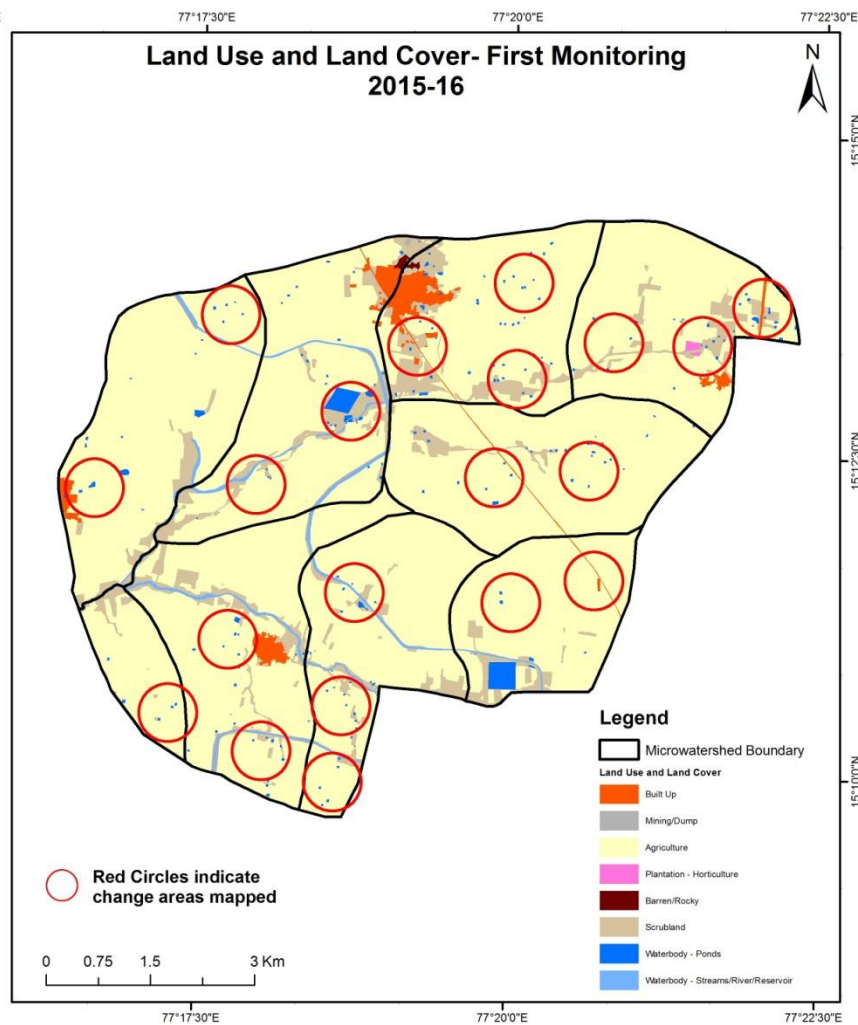 77°17'30"E 77°20'0"E 77°22'30"E
Land Use and Land Cover- First Monitoring
2015-16
N
15°15'0"N
15°12'30"N
15°10'0"N
Legend
Microwatershed Boundary
Land Use and Land Cover
Built Up
Mining/Dump
Agriculture
Plantation - Horticulture
Barren/Rocky
Scrubland
Waterbody - Ponds
Waterbody - Streams/River/Reservoir
Red Circles indicate
change areas mapped
0 0.75 1.5 3 Km
77°17'30"E 77°20'0"E 77°22'30"E